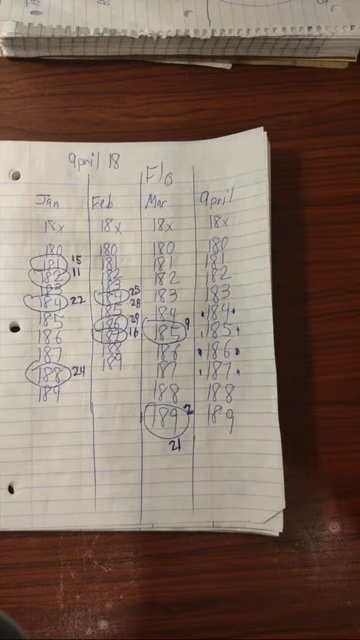 April 18
Flo
Jan Feb Mar April
18x 18x 18x 18x
180 180 180 180
181 15 181 181 181
182 11 182 182 182
183 183 183 183
184 22 184 25 184 184
185 185 28 185 9 185
186 186 29 186 186
187 187 16 187 187
188 24 188 188 188
189 189 189 2 189
21